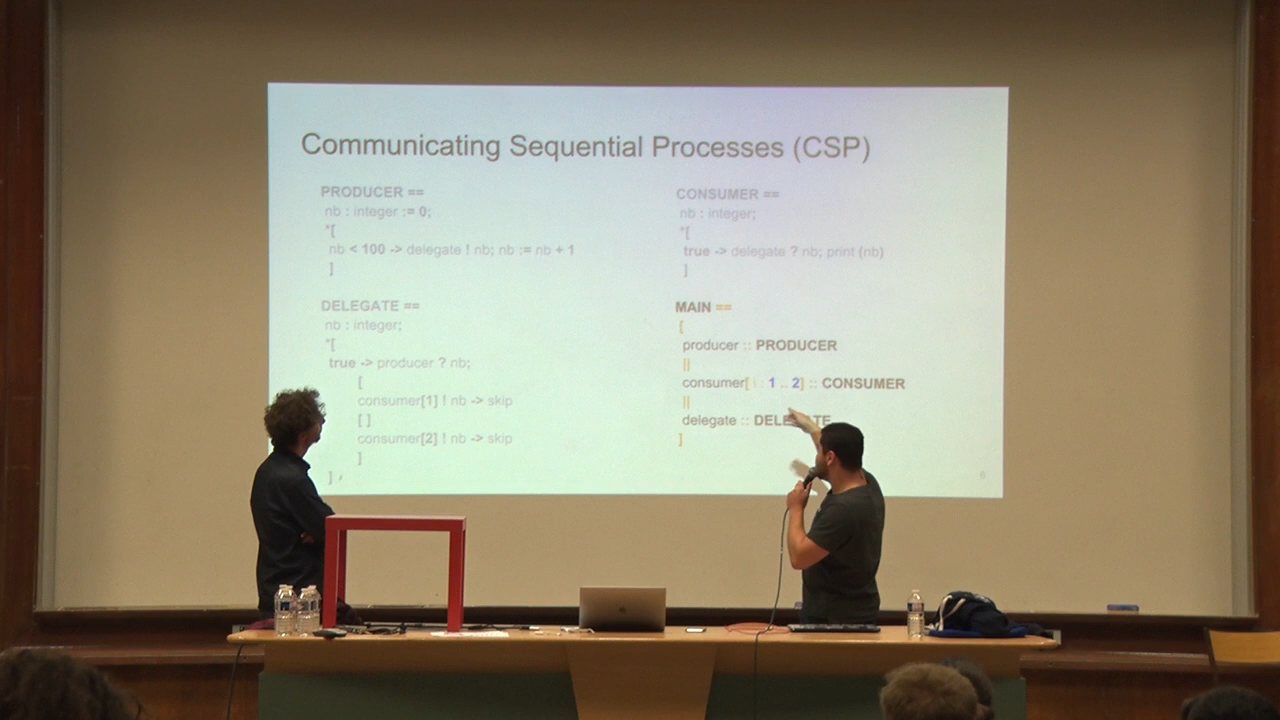 Communicating Sequential Processes (CSP)
PRODUCER ==
nb : integer := 0;
*[
nb < 100 -> delegate ! nb; nb := nb + 1
]
DELEGATE ==
nb : integer;
*[
true -> producer ? nb;
[
consumer[1] ! nb -> skip
[ ]
consumer[2] ! nb -> skip
]
]
CONSUMER ==
nb : integer;
*[
true -> delegate ? nb; print (nb)
]
MAIN ==
[
producer :: PRODUCER
||
consumer[ 1 .. 2] :: CONSUMER
||
delegate :: DELEGATE
]
6